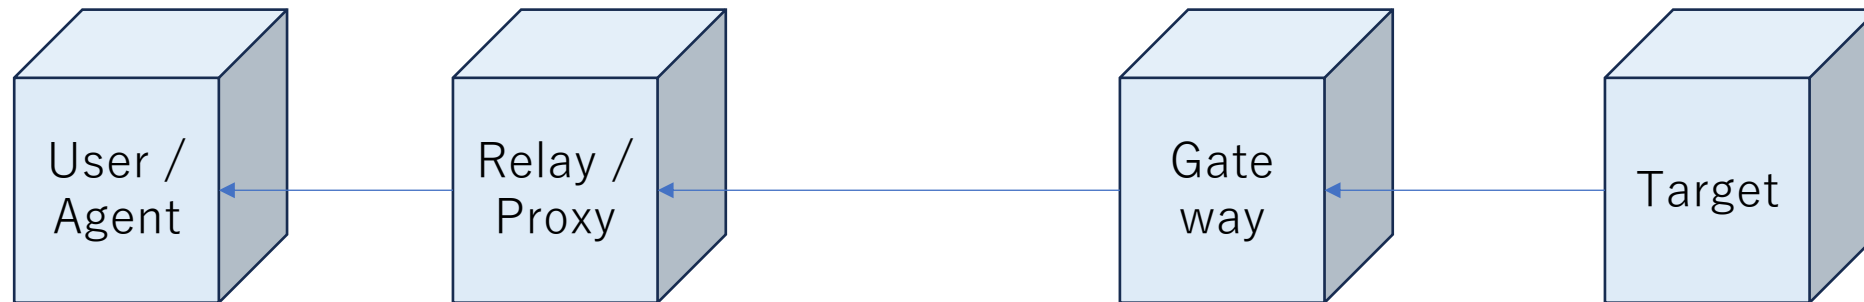 User /
Agent
Relay /
Proxy
Gate
way
Target